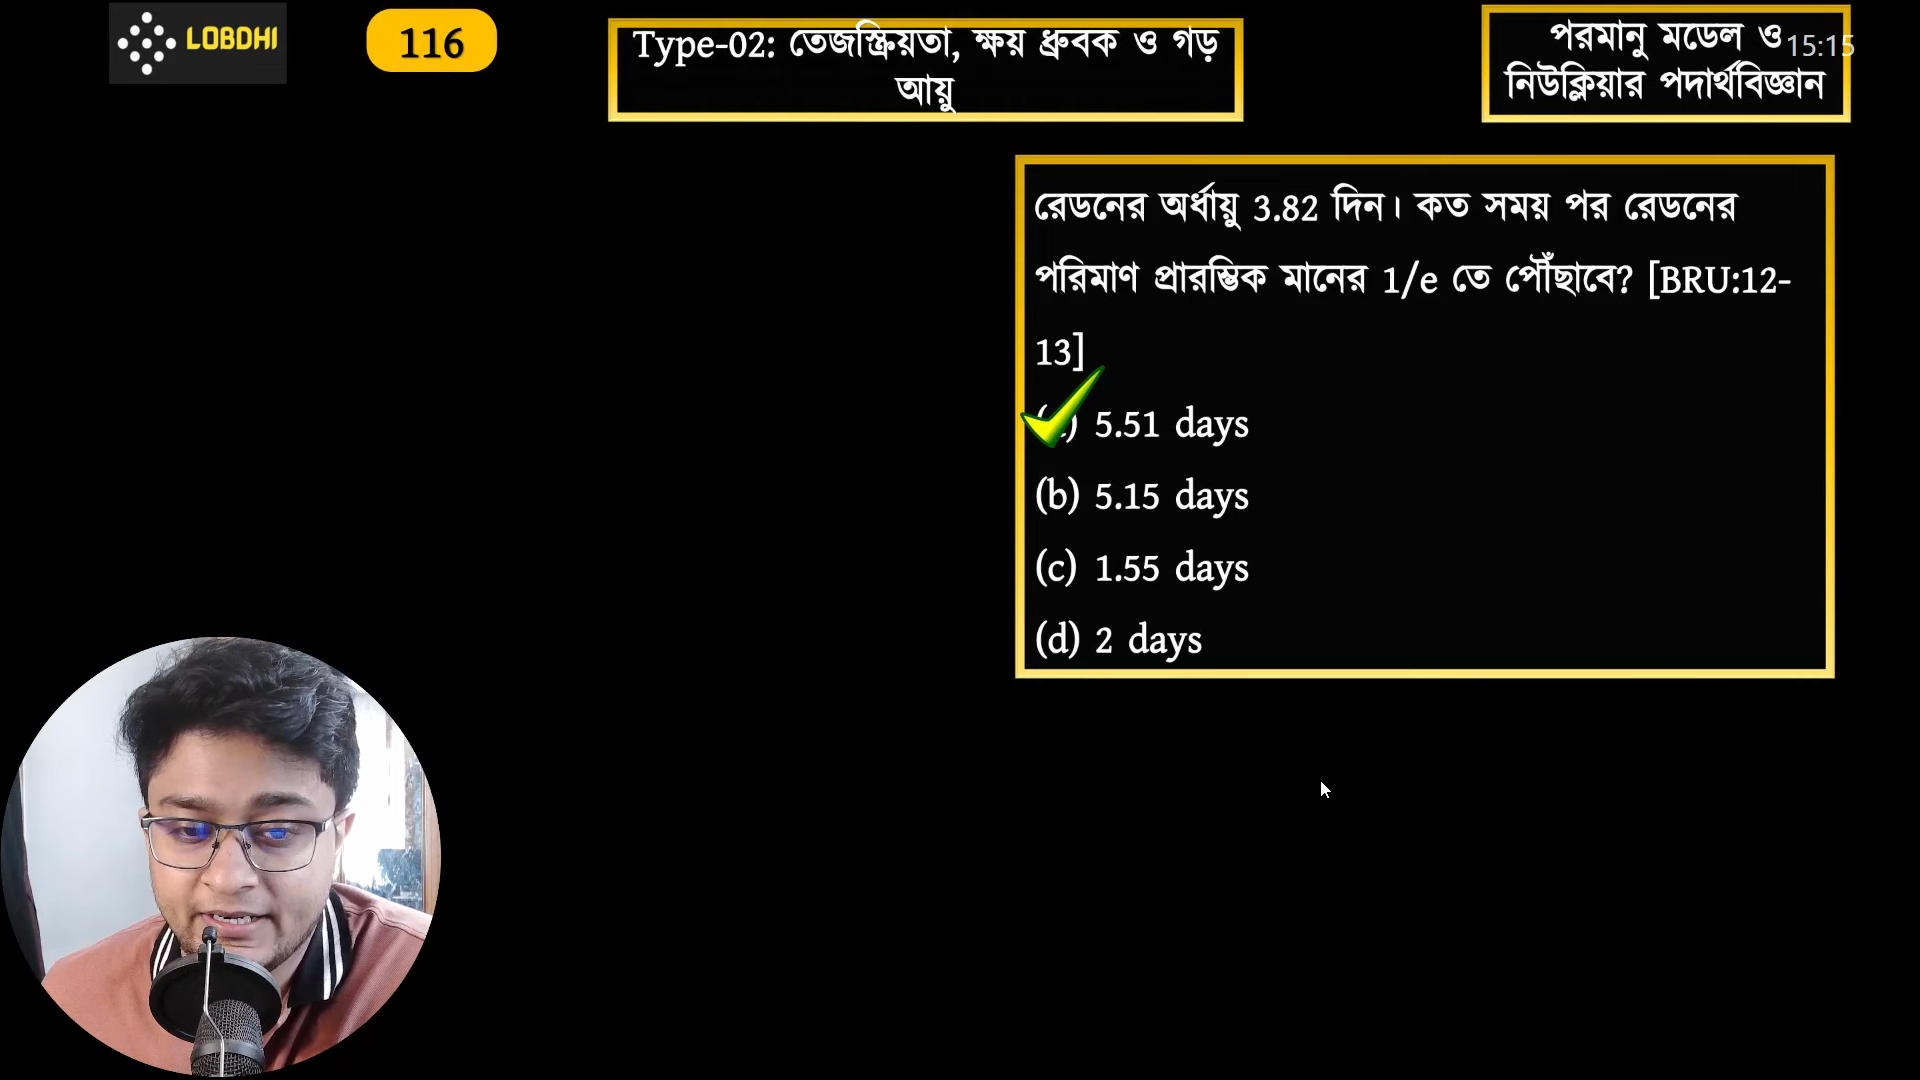 LOBDHI
116
Type-02: তেজস্ক্রিয়তা, ক্ষয় ধ্রুবক ও গড়
আয়ু
পরমানু মডেল ও
নিউক্লিয়ার পদার্থবিজ্ঞান
15:15
রেডনের অর্ধায়ু 3.82 দিন। কত সময় পর রেডনের
পরিমাণ প্রারম্ভিক মানের 1/e তে পৌঁছাবে? [BRU:12-
13]
5.51 days
(b) 5.15 days
(c) 1.55 days
(d) 2 days